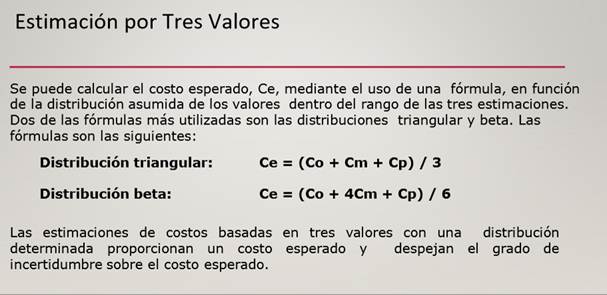 Estimación por Tres Valores
Se puede calcular el costo esperado, Ce, mediante el uso de una fórmula, en función
de la distribución asumida de los valores dentro del rango de las tres estimaciones.
Dos de las fórmulas más utilizadas son las distribuciones triangular y beta. Las
fórmulas son las siguientes:
Distribución triangular: Ce = (Co + Cm + Cp) / 3
Distribución beta: Ce = (Co + 4Cm + Cp) / 6
Las estimaciones de costos basadas en tres valores con una distribución
determinada proporcionan un costo esperado y despejan el grado de
incertidumbre sobre el costo esperado.